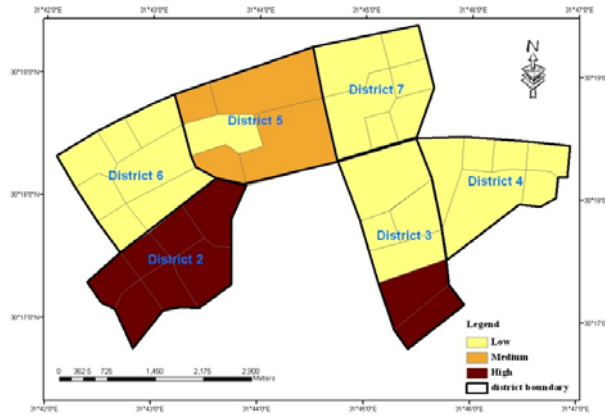 31°42'0"E 31°43'0"E 31°44'0"E 31°45'0"E 31°46'0"E 31°47'0"E
N
30°19'0"N 30°19'0"N
District 7
District 5
District 6
District 4
30°18'0"N 30°18'0"N
District 3
District 2
30°17'0"N 30°17'0"N
Legend
Low
Medium
High
district boundary
0 362.5 725 1,450 2,175 2,900
Meters
31°42'0"E 31°43'0"E 31°44'0"E 31°45'0"E 31°46'0"E 31°47'0"E